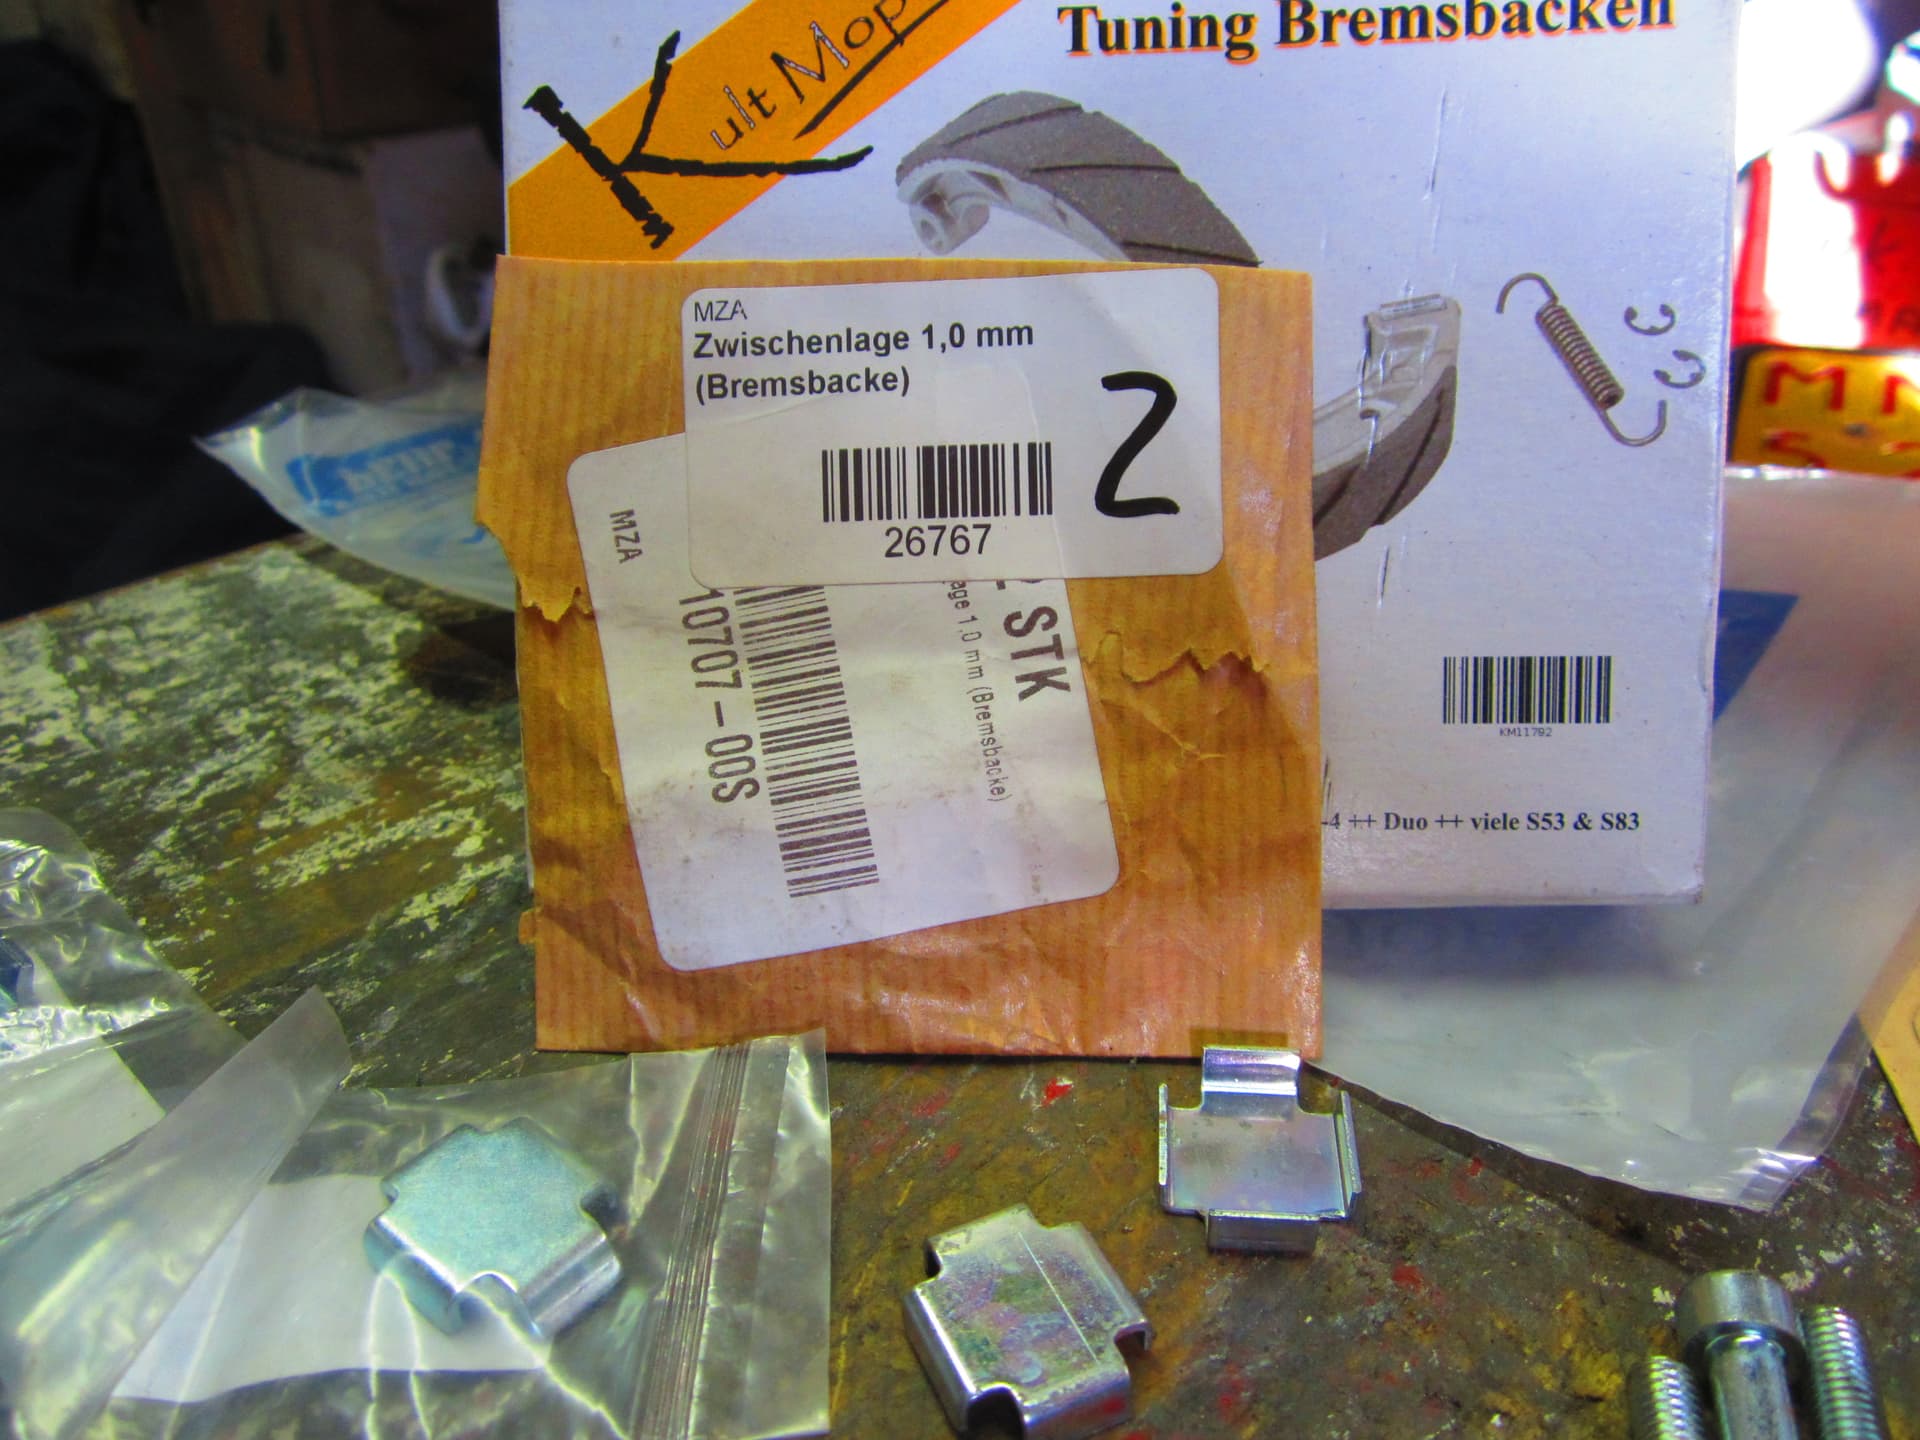 Kult Mop
Tuning Bremsbacken
MZA
Zwischenlage 1,0 mm
(Bremsbacke)
2
26767
MZA
10707-00S
STK
age 1,0 mm (Bremsbacke)
KM11792
-4 ++ Duo ++ viele S53 & S83